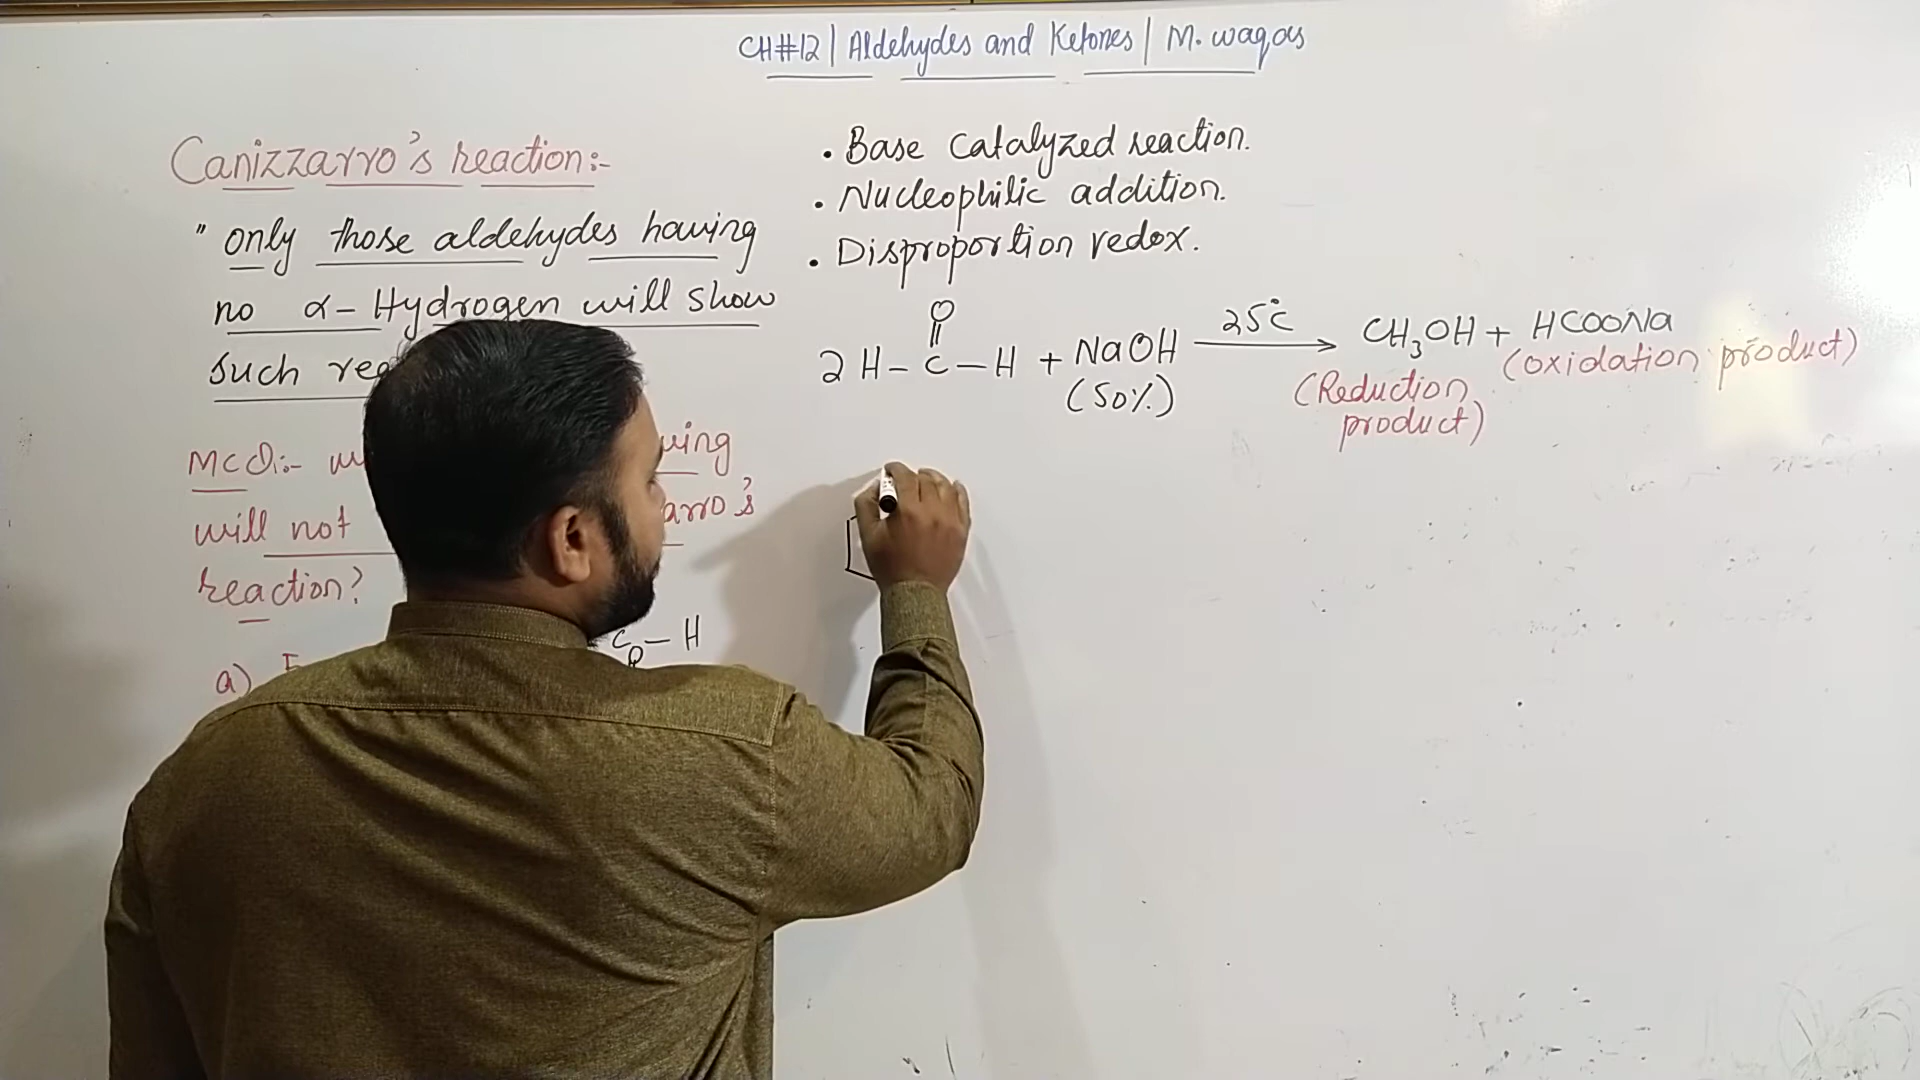 CH#12 | Aldehydes and Ketones | M. waqas
Canizzarro's reaction:-
" only those aldehydes having
no α- Hydrogen will show
such
MCQ:-
will not
reaction?
a)
C - H
O
• Base Catalyzed reaction.
• Nucleophilic addition.
• Disproportion redox.
O
||
2 H - C - H + NaOH 25°C → CH₃OH + HCOONa
(50%)
(Reduction product)
(oxidation product)